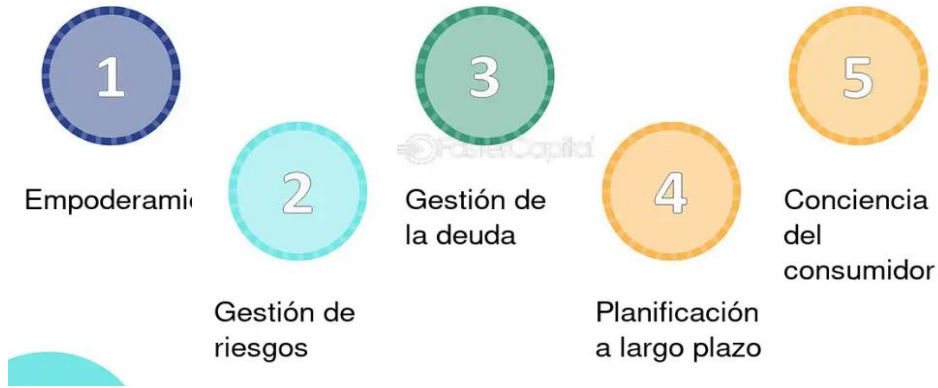 1
Empoderami
2
Gestión de
riesgos
3
Gestión de
la deuda
4
Planificación
a largo plazo
5
Conciencia
del
consumidor
FasterCapital